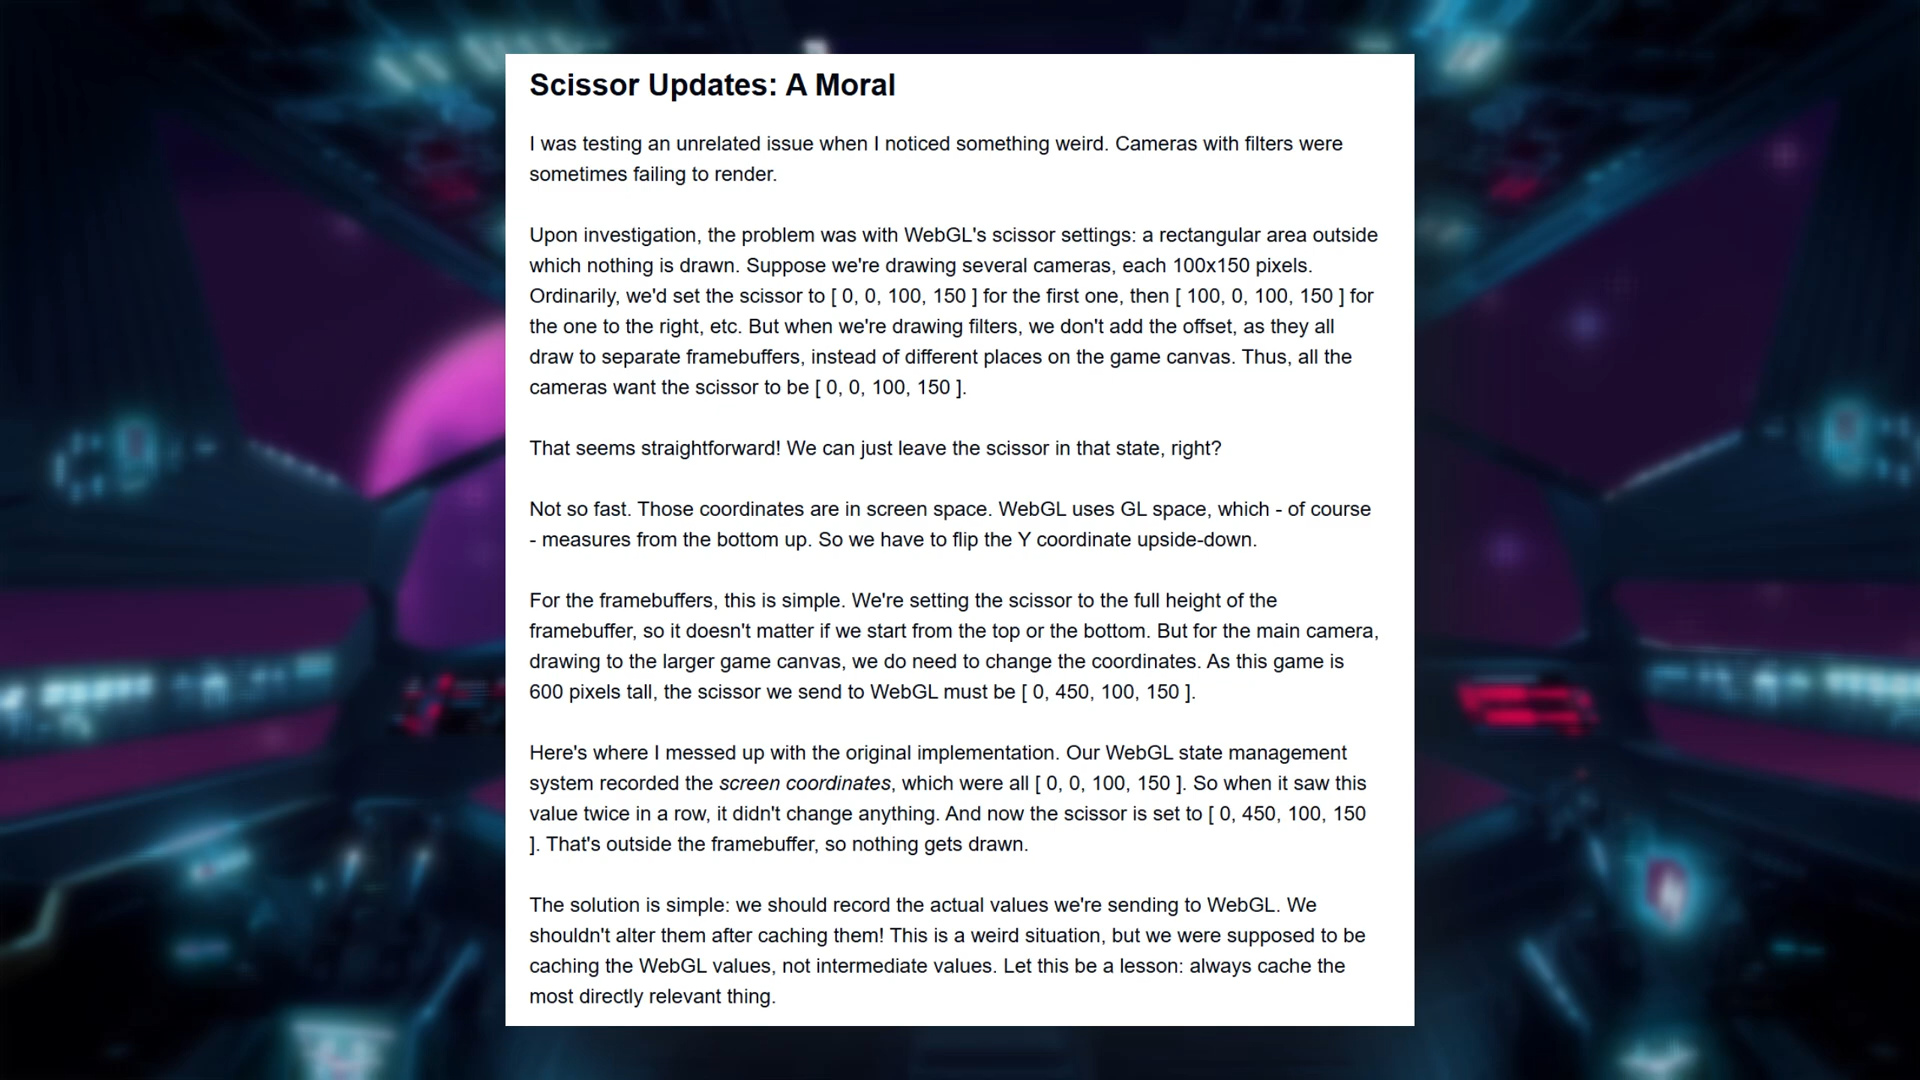 Scissor Updates: A Moral
I was testing an unrelated issue when I noticed something weird. Cameras with filters were
sometimes failing to render.
Upon investigation, the problem was with WebGL's scissor settings: a rectangular area outside
which nothing is drawn. Suppose we're drawing several cameras, each 100x150 pixels.
Ordinarily, we'd set the scissor to [ 0, 0, 100, 150 ] for the first one, then [ 100, 0, 100, 150 ] for
the one to the right, etc. But when we're drawing filters, we don't add the offset, as they all
draw to separate framebuffers, instead of different places on the game canvas. Thus, all the
cameras want the scissor to be [ 0, 0, 100, 150 ].
That seems straightforward! We can just leave the scissor in that state, right?
Not so fast. Those coordinates are in screen space. WebGL uses GL space, which - of course
- measures from the bottom up. So we have to flip the Y coordinate upside-down.
For the framebuffers, this is simple. We're setting the scissor to the full height of the
framebuffer, so it doesn't matter if we start from the top or the bottom. But for the main camera,
drawing to the larger game canvas, we do need to change the coordinates. As this game is
600 pixels tall, the scissor we send to WebGL must be [ 0, 450, 100, 150 ].
Here's where I messed up with the original implementation. Our WebGL state management
system recorded the screen coordinates, which were all [ 0, 0, 100, 150 ]. So when it saw this
value twice in a row, it didn't change anything. And now the scissor is set to [ 0, 450, 100, 150
]. That's outside the framebuffer, so nothing gets drawn.
The solution is simple: we should record the actual values we're sending to WebGL. We
shouldn't alter them after caching them! This is a weird situation, but we were supposed to be
caching the WebGL values, not intermediate values. Let this be a lesson: always cache the
most directly relevant thing.